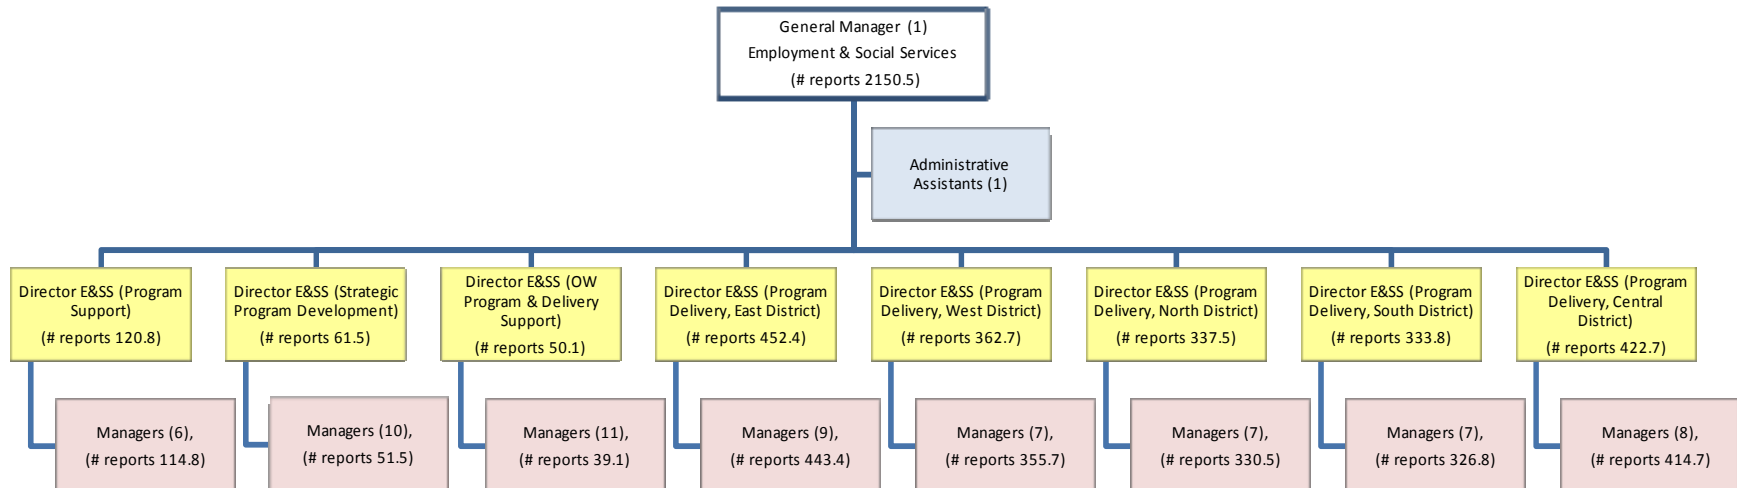 General Manager (1)
Employment & Social Services
(# reports 2150.5)
Administrative
Assistants (1)
Director E&SS (Program
Support)
(# reports 120.8)
Director E&SS (Strategic
Program Development)
(# reports 61.5)
Director E&SS (OW
Program & Delivery
Support)
(# reports 50.1)
Director E&SS (Program
Delivery, East District)
(# reports 452.4)
Director E&SS (Program
Delivery, West District)
(# reports 362.7)
Director E&SS (Program
Delivery, North District)
(# reports 337.5)
Director E&SS (Program
Delivery, South District)
(# reports 333.8)
Director E&SS (Program
Delivery, Central
District)
(# reports 422.7)
Managers (6),
(# reports 114.8)
Managers (10),
(# reports 51.5)
Managers (11),
(# reports 39.1)
Managers (9),
(# reports 443.4)
Managers (7),
(# reports 355.7)
Managers (7),
(# reports 330.5)
Managers (7),
(# reports 326.8)
Managers (8),
(# reports 414.7)